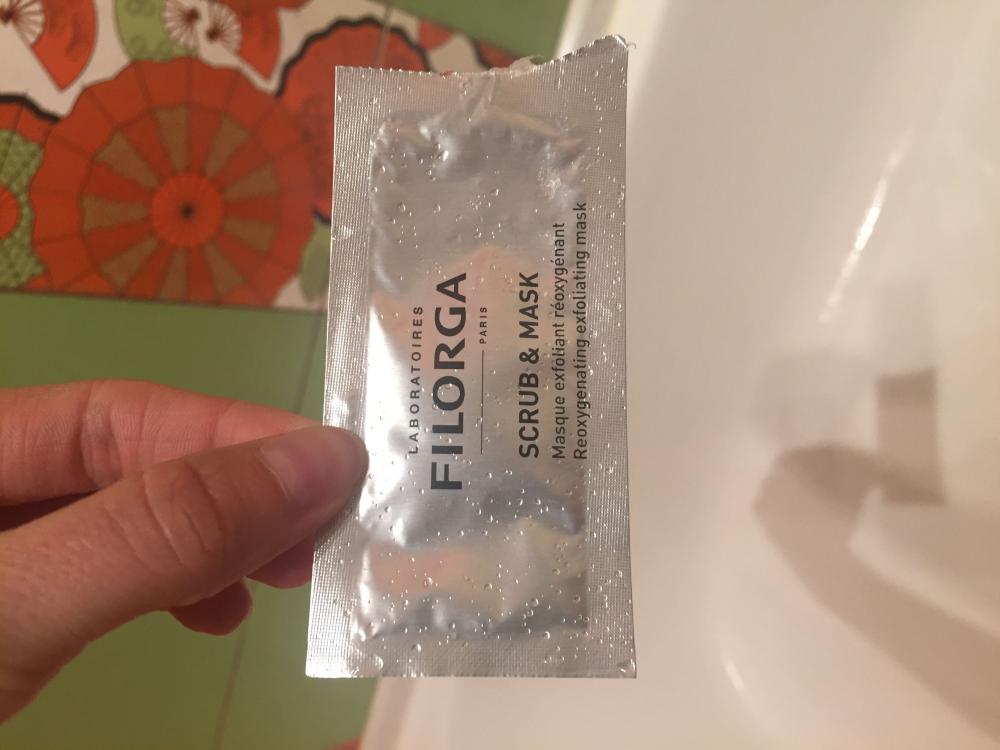 LABORATOIRES
FILORGA
PARIS
SCRUB & MASK
Masque exfoliant réoxygénant
Reoxygenating exfoliating mask